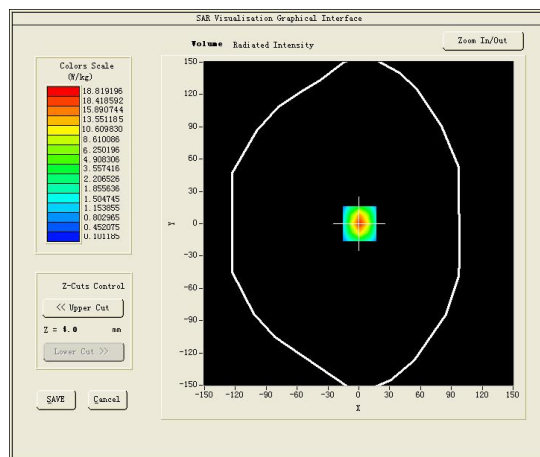 SAR Visualisation Graphical Interface
Volume Radiated Intensity
Zoom In/Out
Colors Scale
(W/kg)
18.819196
18.418592
15.890744
13.551185
10.609830
8.610086
6.250196
4.908306
3.557416
2.206526
1.855636
1.504745
1.153855
0.802965
0.452075
0.101185
Z-Cuts Control
<< Upper Cut
Z = 4.0 mm
Lower Cut >>
SAVE Cancel
150
120
90
60
30
0
-30
-60
-90
-120
-150
Y
-150 -120 -90 -60 -30 0 30 60 90 120 150
X